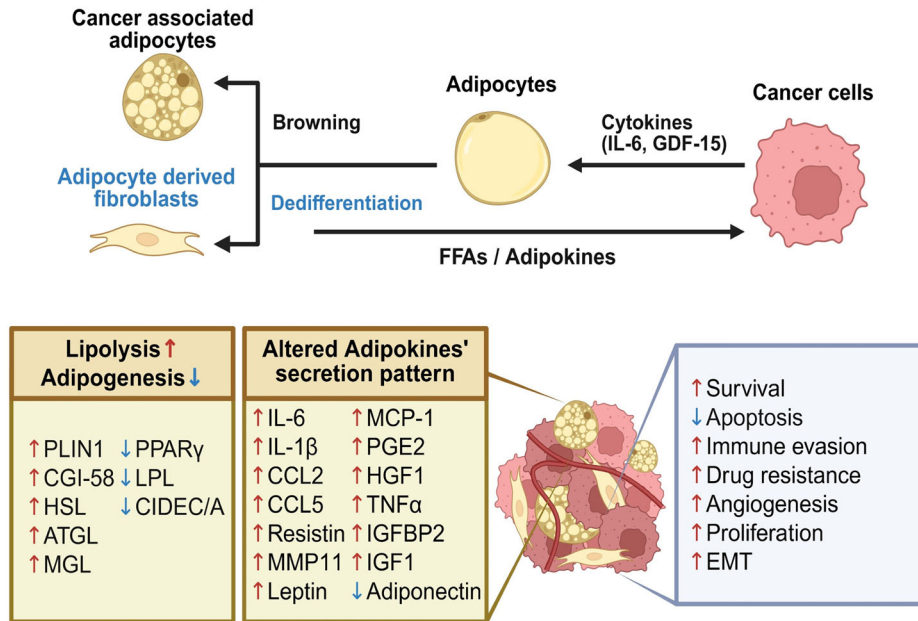 Cancer associated
adipocytes
Adipocytes
Cancer cells
Browning
Cytokines
(IL-6, GDF-15)
Adipocyte derived
fibroblasts
Dedifferentiation
FFAs / Adipokines
Lipolysis↑
Adipogenesis↓
↑PLIN1 ↓PPARγ
↑CGI-58 ↓LPL
↑HSL ↓CIDEC/A
↑ATGL
↑MGL
Altered Adipokines'
secretion pattern
↑IL-6 ↑MCP-1
↑IL-1β ↑PGE2
↑CCL2 ↑HGF1
↑CCL5 ↑TNFα
↑Resistin ↑IGFBP2
↑MMP11 ↑IGF1
↑Leptin ↓Adiponectin
↑Survival
↓Apoptosis
↑Immune evasion
↑Drug resistance
↑Angiogenesis
↑Proliferation
↑EMT